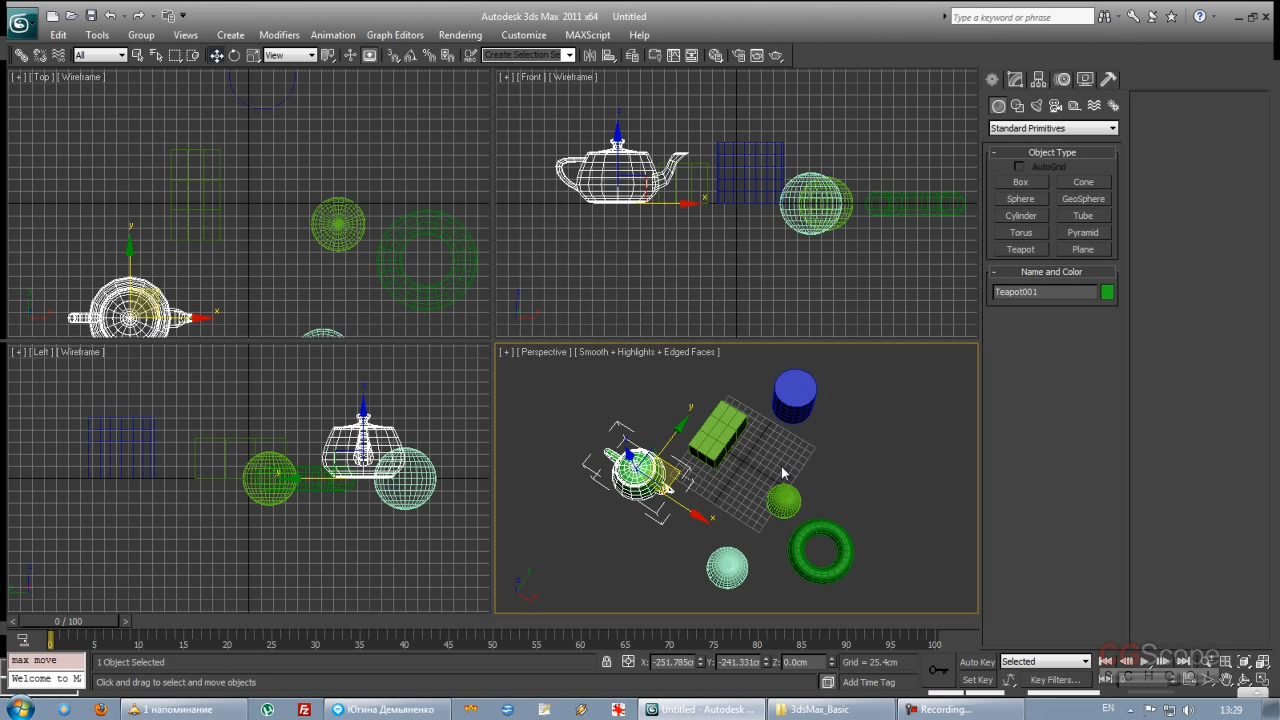 Autodesk 3ds Max 2011 x64 Untitled
Type a keyword or phrase
Edit Tools Group Views Create Modifiers Animation Graph Editors Rendering Customize MAXScript Help
All View Create Selection Se
[ + ] [ Top ] [ Wireframe ]
[ + ] [ Front ] [ Wireframe ]
Standard Primitives
Object Type
AutoGrid
Box Cone
Sphere GeoSphere
Cylinder Tube
Torus Pyramid
Teapot Plane
Name and Color
Teapot001
[ + ] [ Left ] [ Wireframe ]
[ + ] [ Perspective ] [ Smooth + Highlights + Edged Faces ]
< 0 / 100 >
0 5 10 15 20 25 30 35 40 45 50 55 60 65 70 75 80 85 90 95 100
max move
1 Object Selected
X: -251.785c Y: -241.331c Z: 0.0cm Grid = 25.4cm
Auto Key Selected
Welcome to M
Click and drag to select and move objects
Add Time Tag
Set Key Key Filters...
CGScope
1 напоминание
Югина Демьяненко
Untitled - Autodesk ...
3dsMax_Basic
Recording...
EN
13:29